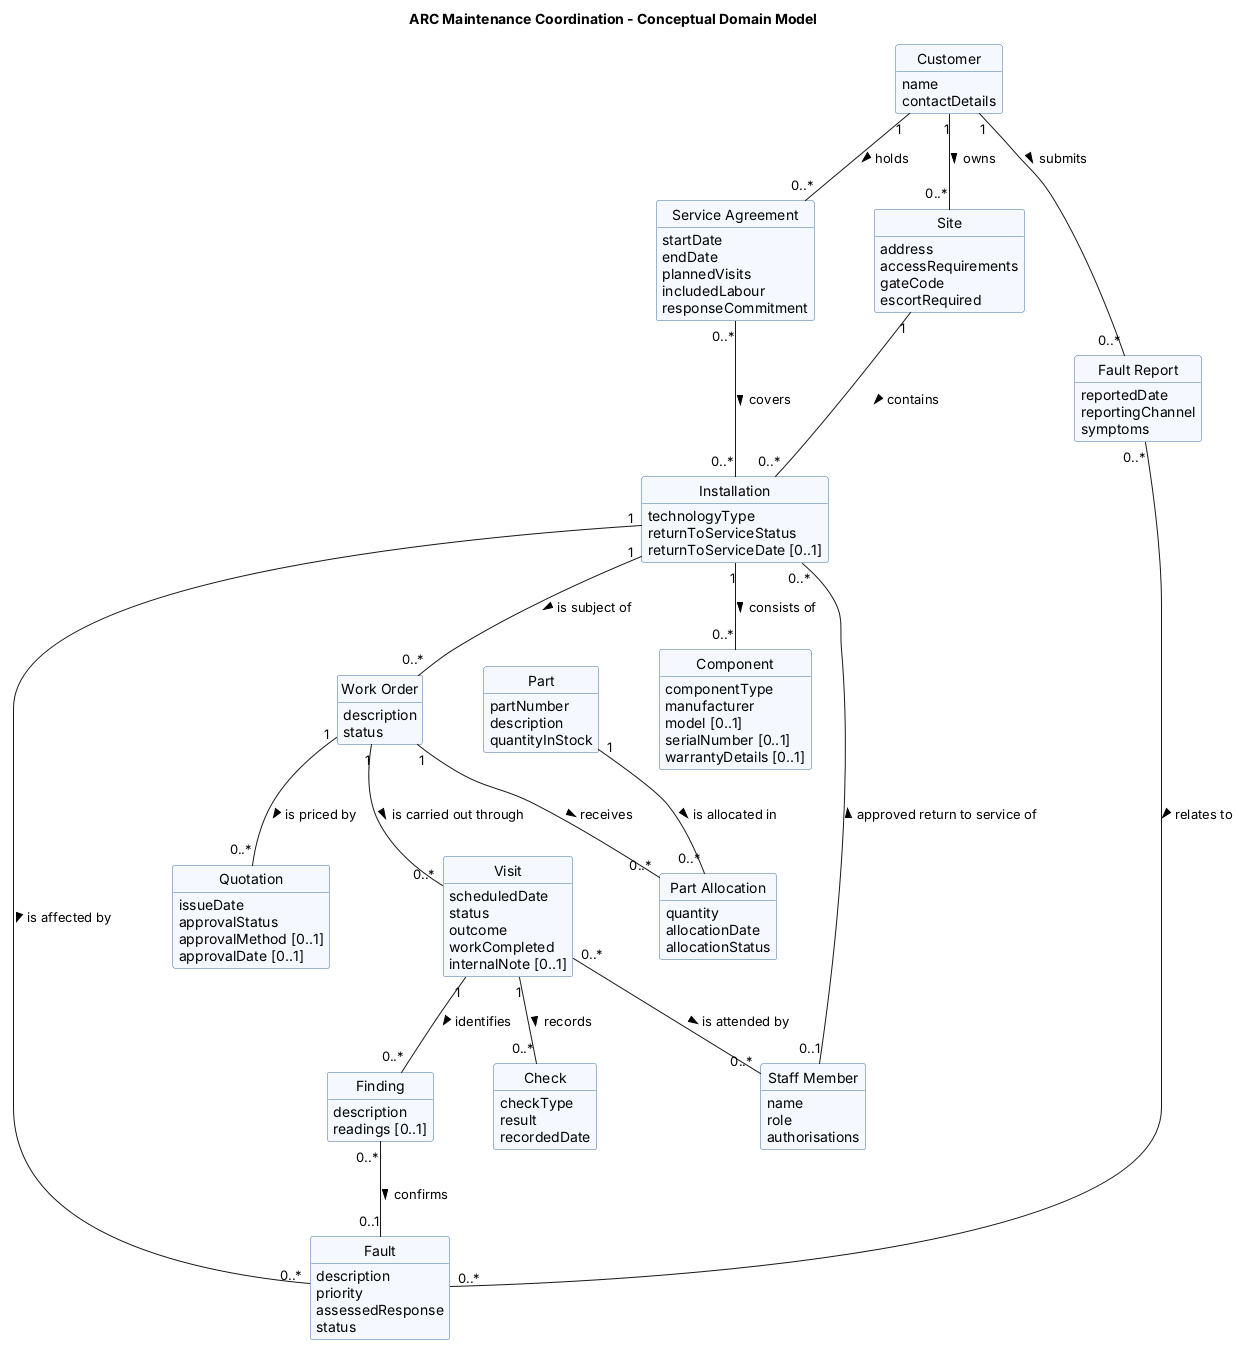 ARC Maintenance Coordination - Conceptual Domain Model
Customer
name
contactDetails
1
1
1
holds
owns
submits
0..*
0..*
0..*
Service Agreement
startDate
endDate
plannedVisits
includedLabour
responseCommitment
Site
address
accessRequirements
gateCode
escortRequired
Fault Report
reportedDate
reportingChannel
symptoms
0..*
1
0..*
covers
contains
0..*
0..*
Installation
technologyType
returnToServiceStatus
returnToServiceDate [0..1]
1
1
1
0..*
is subject of
consists of
0..*
0..*
Work Order
description
status
Part
partNumber
description
quantityInStock
Component
componentType
manufacturer
model [0..1]
serialNumber [0..1]
warrantyDetails [0..1]
1
1
1
1
is priced by
is carried out through
receives
is allocated in
approved return to service of
relates to
0..*
0..*
0..*
0..*
Quotation
issueDate
approvalStatus
approvalMethod [0..1]
approvalDate [0..1]
Visit
scheduledDate
status
outcome
workCompleted
internalNote [0..1]
Part Allocation
quantity
allocationDate
allocationStatus
is affected by
0..*
1
1
identifies
records
is attended by
0..*
0..*
0..*
0..1
Finding
description
readings [0..1]
Check
checkType
result
recordedDate
Staff Member
name
role
authorisations
0..*
confirms
0..1
0..*
0..*
Fault
description
priority
assessedResponse
status